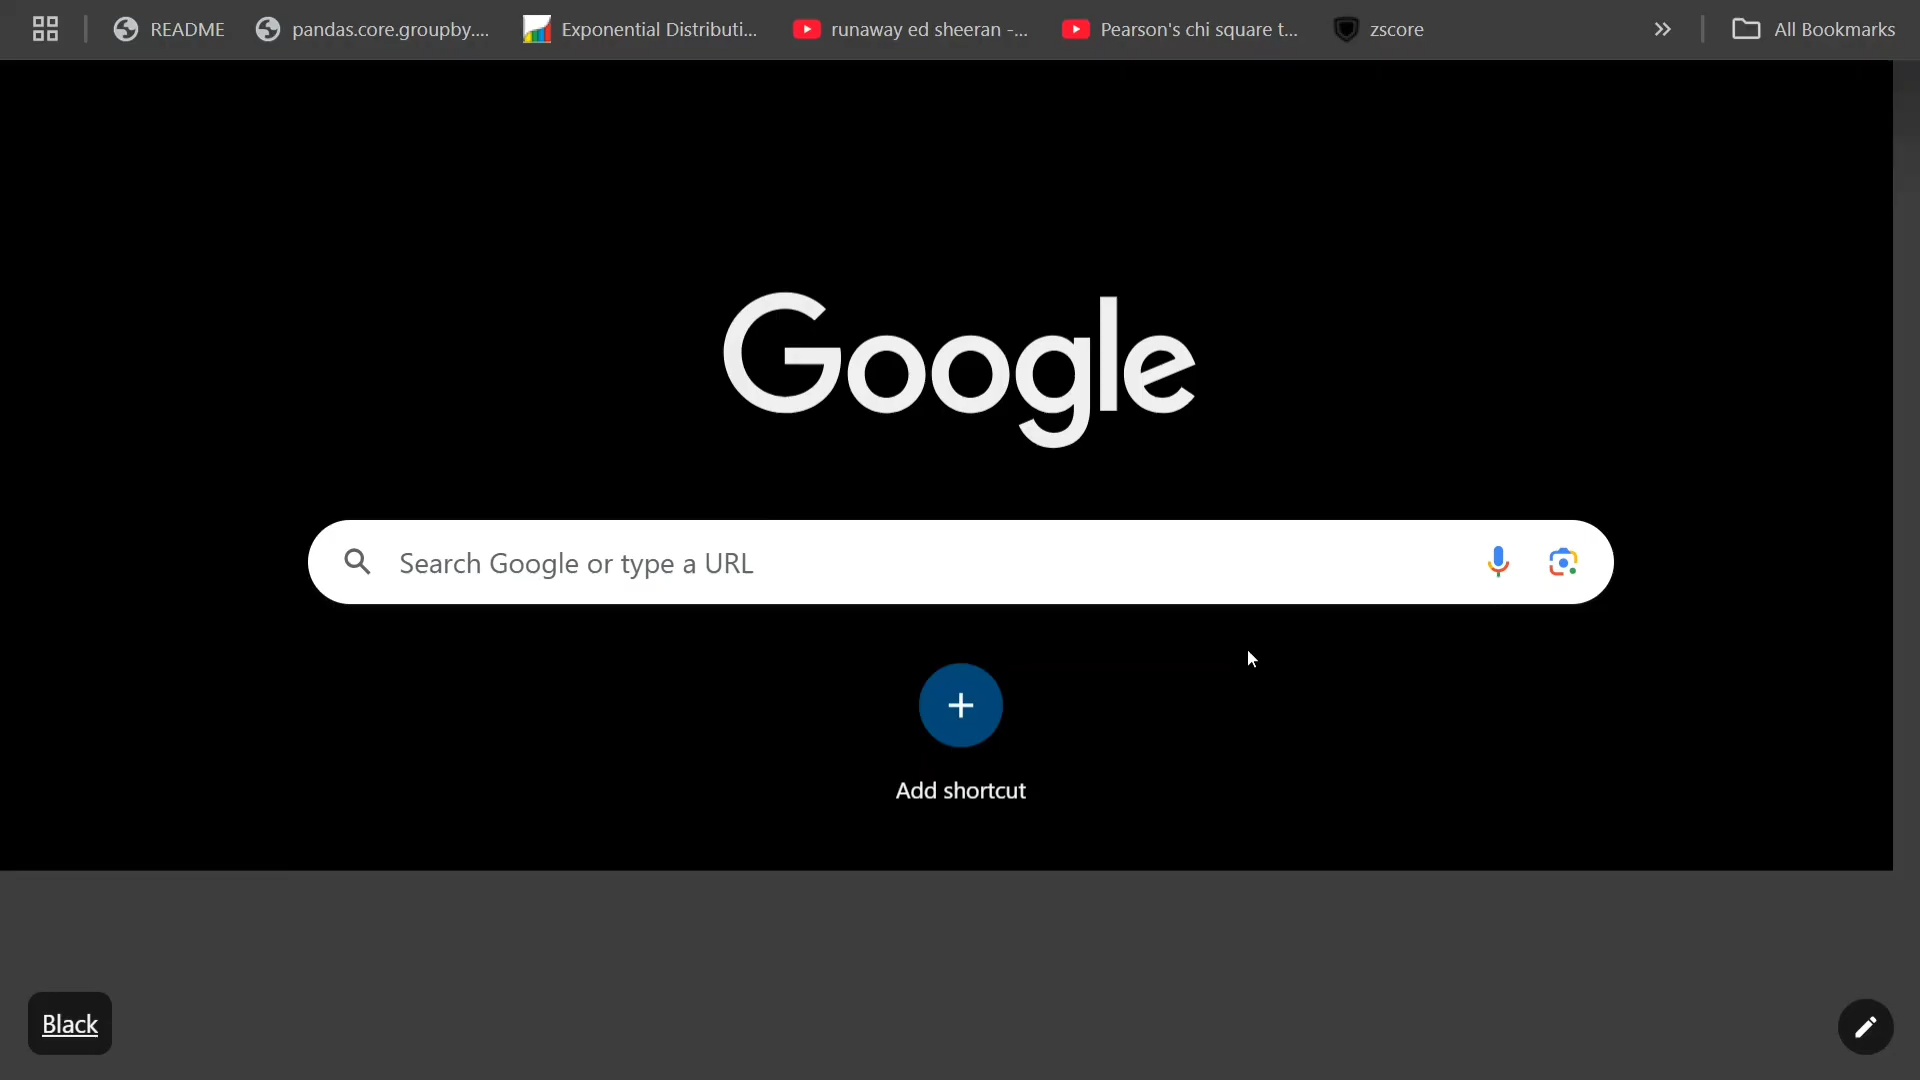 README
pandas.core.groupby....
Exponential Distributi...
runaway ed sheeran -...
Pearson's chi square t...
zscore
All Bookmarks
Google
Search Google or type a URL
Add shortcut
Black